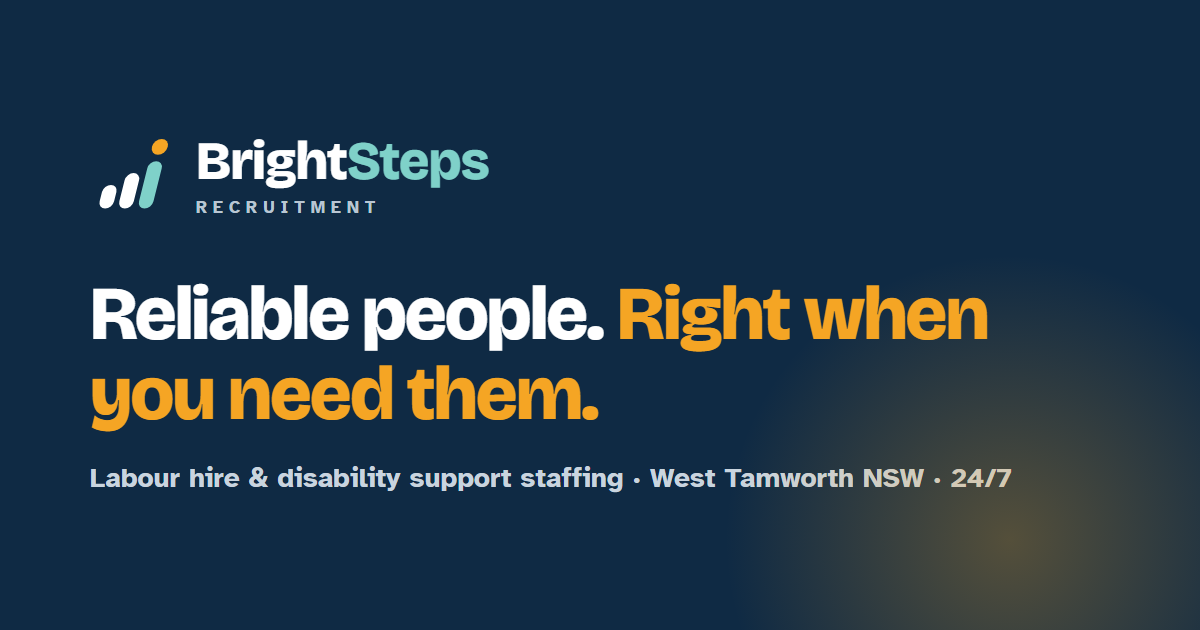 BrightSteps
RECRUITMENT
Reliable people. Right when
you need them.
Labour hire & disability support staffing · West Tamworth NSW · 24/7